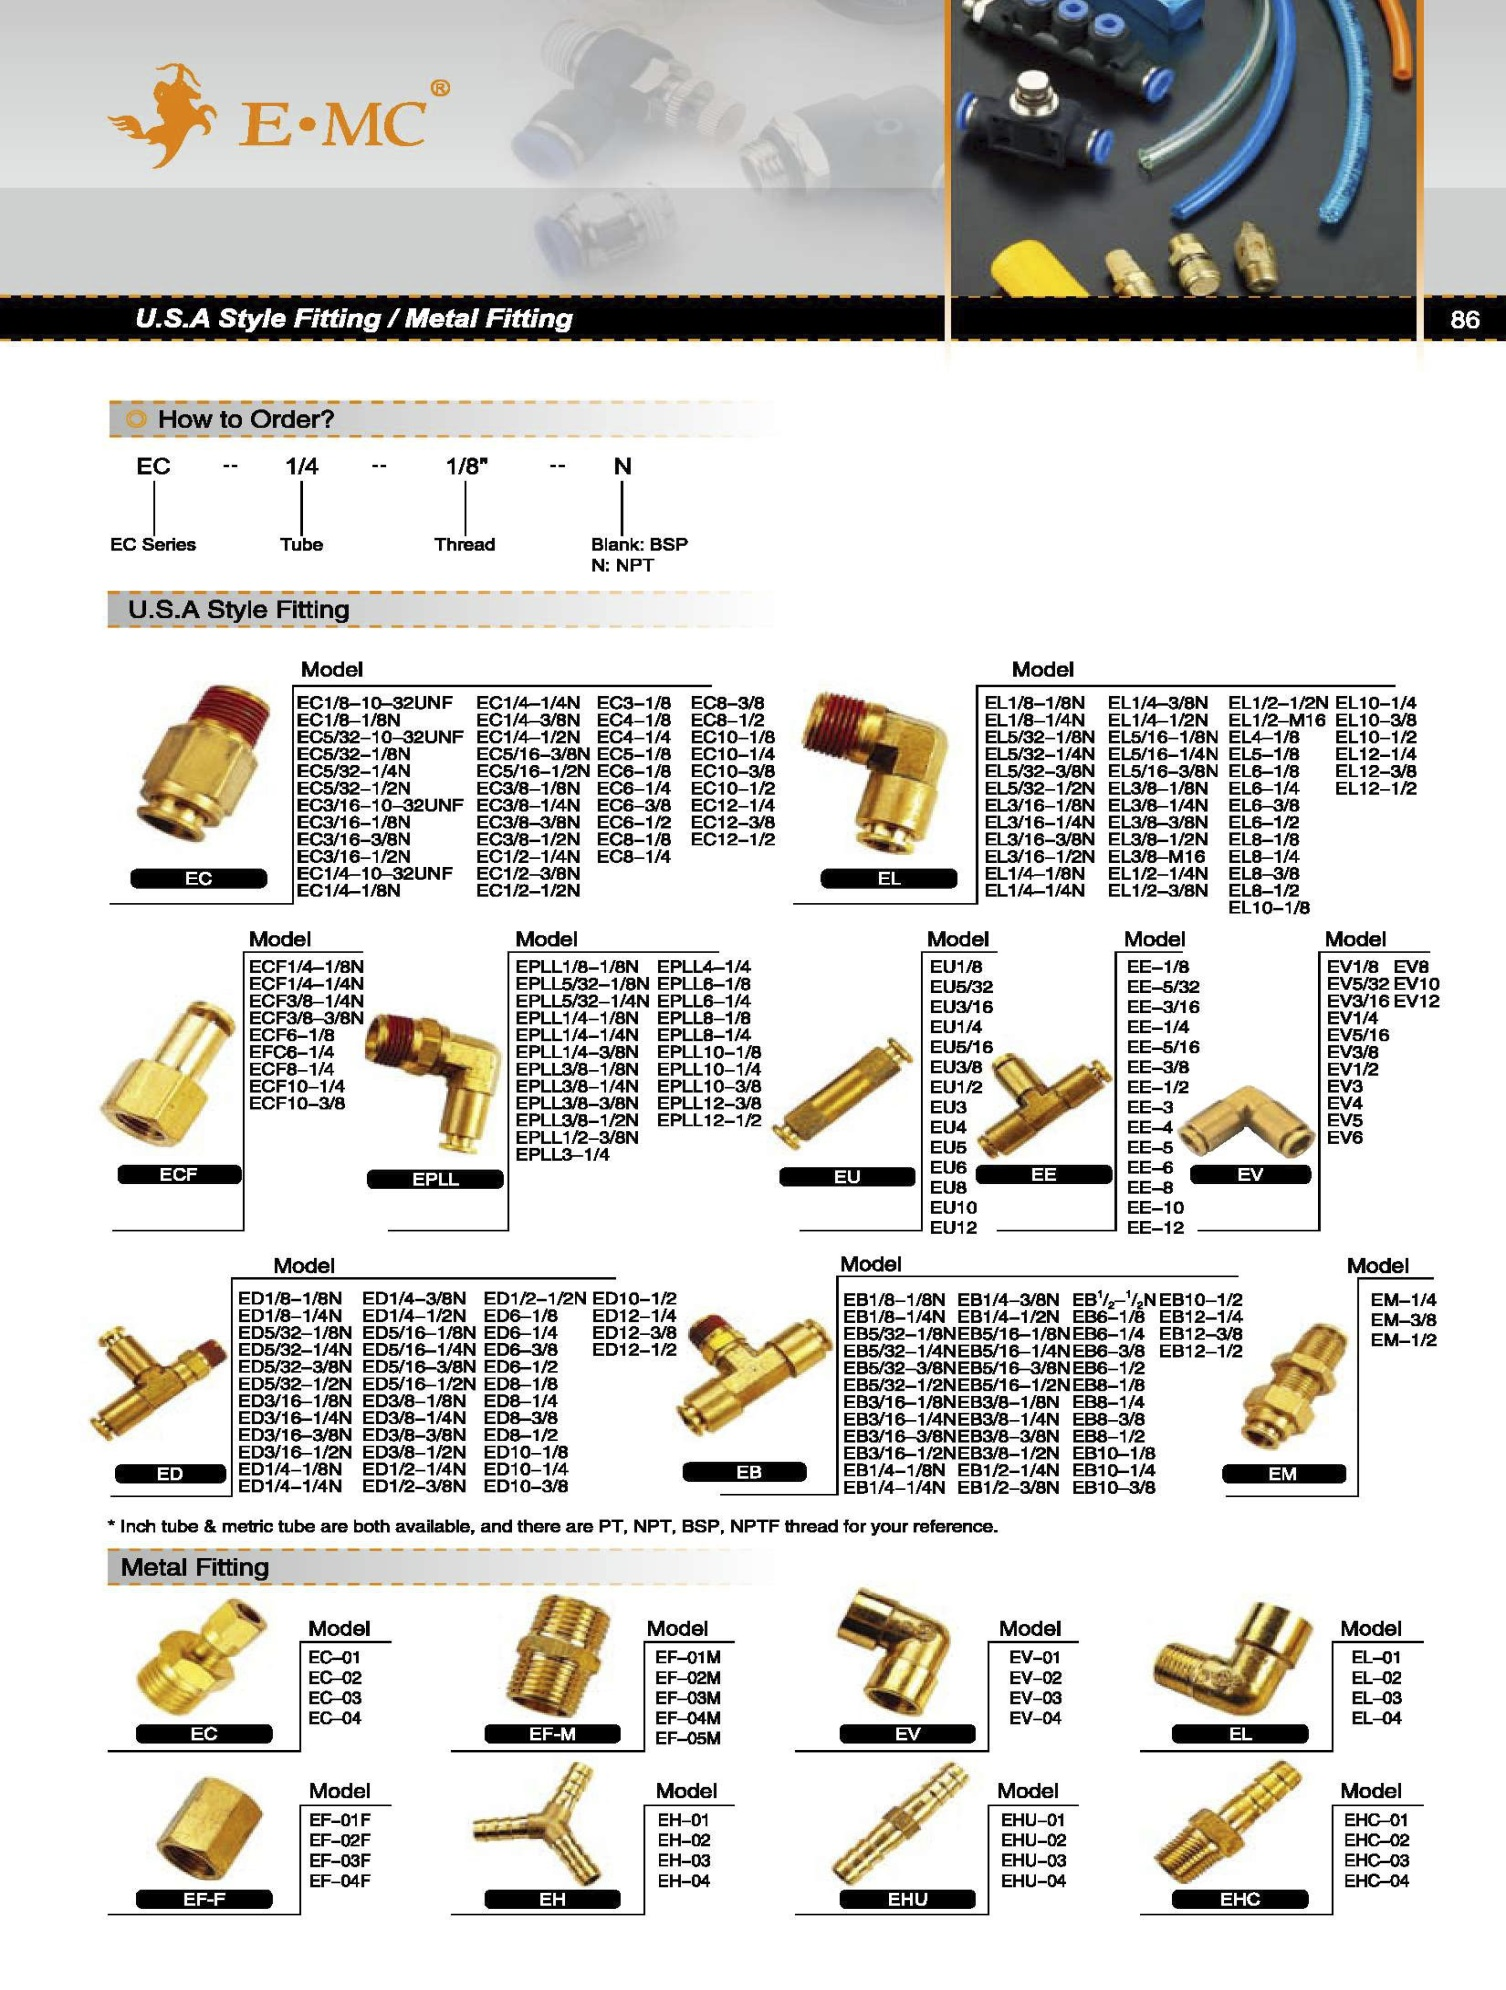 E•MC®
U.S.A Style Fitting / Metal Fitting
86
How to Order?
EC -- 1/4 -- 1/8" -- N
EC Series Tube Thread Blank: BSP
N: NPT
U.S.A Style Fitting
Model
EC1/8-10-32UNF EC1/4-1/4N EC3-1/8 EC8-3/8
EC1/8-1/8N EC1/4-3/8N EC4-1/8 EC8-1/2
EC5/32-10-32UNF EC1/4-1/2N EC4-1/4 EC10-1/8
EC5/32-1/8N EC5/16-3/8N EC5-1/8 EC10-1/4
EC5/32-1/4N EC5/16-1/2N EC6-1/8 EC10-3/8
EC5/32-1/2N EC3/8-1/8N EC6-1/4 EC10-1/2
EC3/16-10-32UNF EC3/8-1/4N EC6-3/8 EC12-1/4
EC3/16-1/8N EC3/8-3/8N EC6-1/2 EC12-3/8
EC3/16-3/8N EC3/8-1/2N EC8-1/8 EC12-1/2
EC3/16-1/2N EC1/2-1/4N EC8-1/4
EC1/4-10-32UNF EC1/2-3/8N
EC1/4-1/8N EC1/2-1/2N
EC
Model
EL1/8-1/8N EL1/4-3/8N EL1/2-1/2N EL10-1/4
EL1/8-1/4N EL1/4-1/2N EL1/2-M16 EL10-3/8
EL5/32-1/8N EL5/16-1/8N EL4-1/8 EL10-1/2
EL5/32-1/4N EL5/16-1/4N EL5-1/8 EL12-1/4
EL5/32-3/8N EL5/16-3/8N EL6-1/8 EL12-3/8
EL5/32-1/2N EL3/8-1/8N EL6-1/4 EL12-1/2
EL3/16-1/8N EL3/8-1/4N EL6-3/8
EL3/16-1/4N EL3/8-3/8N EL6-1/2
EL3/16-3/8N EL3/8-1/2N EL8-1/8
EL3/16-1/2N EL3/8-M16 EL8-1/4
EL1/4-1/8N EL1/2-1/4N EL8-3/8
EL1/4-1/4N EL1/2-3/8N EL8-1/2
EL10-1/8
EL
Model
ECF1/4-1/8N
ECF1/4-1/4N
ECF3/8-1/4N
ECF3/8-3/8N
ECF6-1/8
EFC6-1/4
ECF8-1/4
ECF10-1/4
ECF10-3/8
ECF
Model
EPLL1/8-1/8N EPLL4-1/4
EPLL5/32-1/8N EPLL6-1/8
EPLL5/32-1/4N EPLL6-1/4
EPLL1/4-1/8N EPLL8-1/8
EPLL1/4-1/4N EPLL8-1/4
EPLL1/4-3/8N EPLL10-1/8
EPLL3/8-1/8N EPLL10-1/4
EPLL3/8-1/4N EPLL10-3/8
EPLL3/8-3/8N EPLL12-3/8
EPLL3/8-1/2N EPLL12-1/2
EPLL1/2-3/8N
EPLL3-1/4
EPLL
Model
EU1/8
EU5/32
EU3/16
EU1/4
EU5/16
EU3/8
EU1/2
EU3
EU4
EU5
EU6
EU8
EU10
EU12
EU
Model
EE-1/8
EE-5/32
EE-3/16
EE-1/4
EE-5/16
EE-3/8
EE-1/2
EE-3
EE-4
EE-5
EE-6
EE-8
EE-10
EE-12
EE
Model
EV1/8 EV8
EV5/32 EV10
EV3/16 EV12
EV1/4
EV5/16
EV3/8
EV1/2
EV3
EV4
EV5
EV6
EV
Model
ED1/8-1/8N ED1/4-3/8N ED1/2-1/2N ED10-1/2
ED1/8-1/4N ED1/4-1/2N ED6-1/8 ED12-1/4
ED5/32-1/8N ED5/16-1/8N ED6-1/4 ED12-3/8
ED5/32-1/4N ED5/16-1/4N ED6-3/8 ED12-1/2
ED5/32-3/8N ED5/16-3/8N ED6-1/2
ED5/32-1/2N ED5/16-1/2N ED8-1/8
ED3/16-1/8N ED3/8-1/8N ED8-1/4
ED3/16-1/4N ED3/8-1/4N ED8-3/8
ED3/16-3/8N ED3/8-3/8N ED8-1/2
ED3/16-1/2N ED3/8-1/2N ED10-1/8
ED1/4-1/8N ED1/2-1/4N ED10-1/4
ED1/4-1/4N ED1/2-3/8N ED10-3/8
ED
Model
EB1/8-1/8N EB1/4-3/8N EB1/2-1/2N EB10-1/2
EB1/8-1/4N EB1/4-1/2N EB6-1/8 EB12-1/4
EB5/32-1/8N EB5/16-1/8N EB6-1/4 EB12-3/8
EB5/32-1/4N EB5/16-1/4N EB6-3/8 EB12-1/2
EB5/32-3/8N EB5/16-3/8N EB6-1/2
EB5/32-1/2N EB5/16-1/2N EB8-1/8
EB3/16-1/8N EB3/8-1/8N EB8-1/4
EB3/16-1/4N EB3/8-1/4N EB8-3/8
EB3/16-3/8N EB3/8-3/8N EB8-1/2
EB3/16-1/2N EB3/8-1/2N EB10-1/8
EB1/4-1/8N EB1/2-1/4N EB10-1/4
EB1/4-1/4N EB1/2-3/8N EB10-3/8
EB
Model
EM-1/4
EM-3/8
EM-1/2
EM
* Inch tube & metric tube are both available, and there are PT, NPT, BSP, NPTF thread for your reference.
Metal Fitting
Model
EC-01
EC-02
EC-03
EC-04
EC
Model
EF-01M
EF-02M
EF-03M
EF-04M
EF-05M
EF-M
Model
EV-01
EV-02
EV-03
EV-04
EV
Model
EL-01
EL-02
EL-03
EL-04
EL
Model
EF-01F
EF-02F
EF-03F
EF-04F
EF-F
Model
EH-01
EH-02
EH-03
EH-04
EH
Model
EHU-01
EHU-02
EHU-03
EHU-04
EHU
Model
EHC-01
EHC-02
EHC-03
EHC-04
EHC